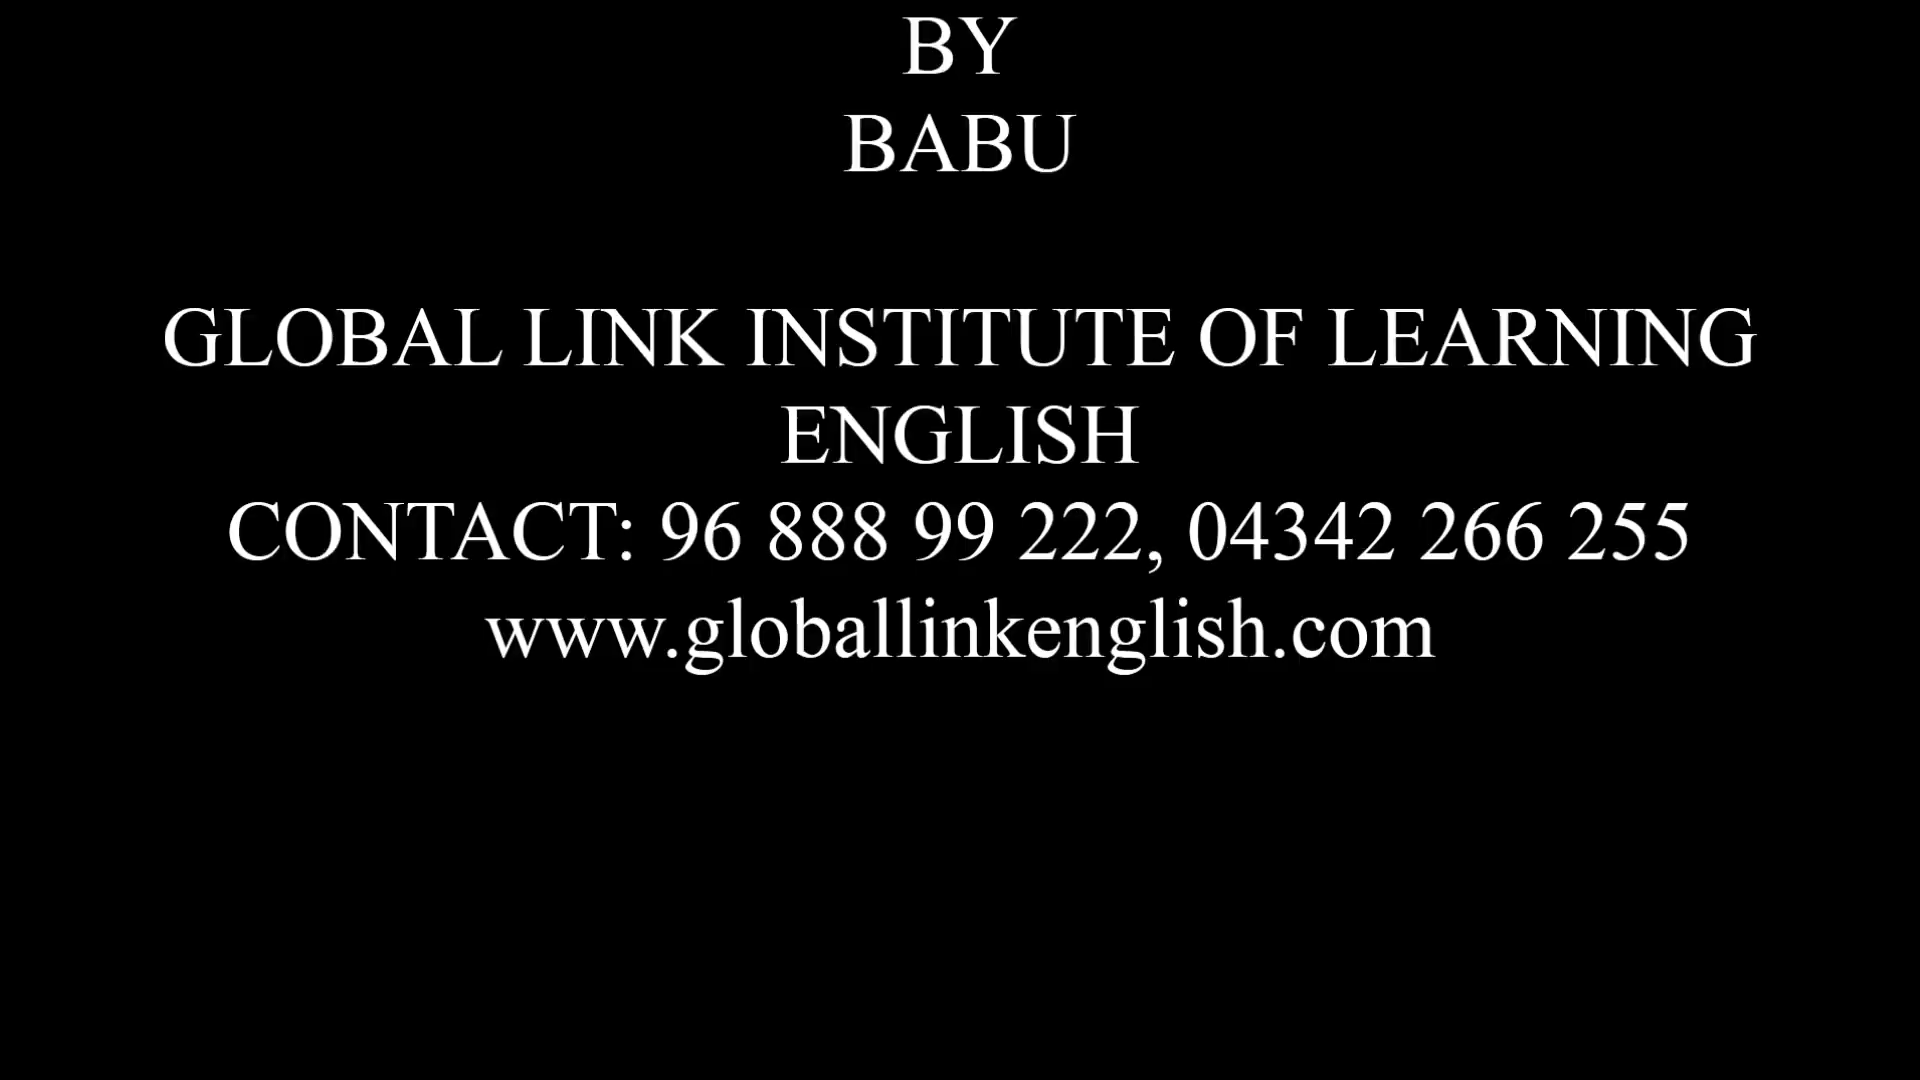 BY
BABU
GLOBAL LINK INSTITUTE OF LEARNING
ENGLISH
CONTACT: 96 888 99 222, 04342 266 255
www.globallinkenglish.com